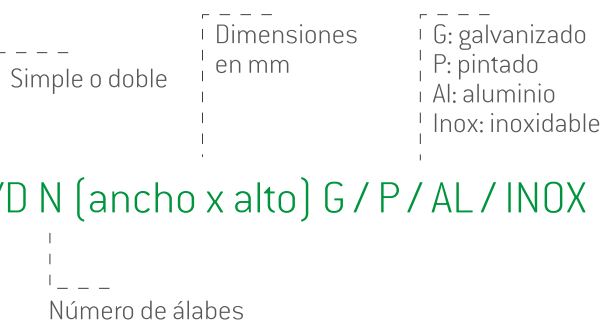 Dimensiones
en mm
G: galvanizado
P: pintado
Al: aluminio
Inox: inoxidable
Simple o doble
/D N (ancho x alto) G / P / AL / INOX
Número de álabes